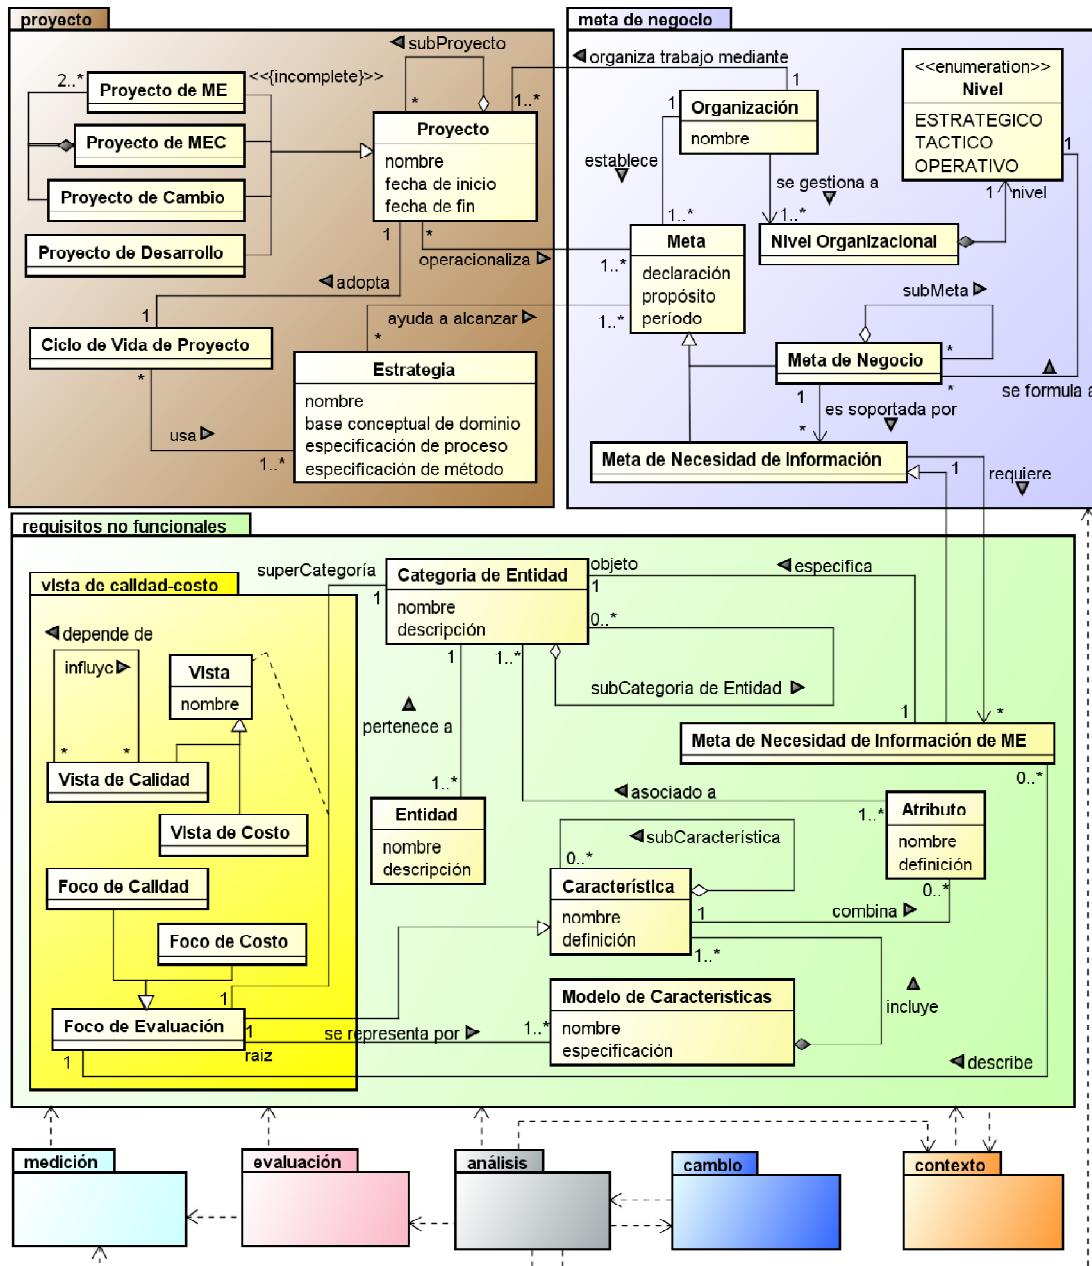 proyecto
subProyecto
2..*
<<{incomplete}>>
Proyecto de ME
Proyecto de MEC
Proyecto de Cambio
Proyecto de Desarrollo
*
1..*
Proyecto
nombre
fecha de inicio
fecha de fin
1
*
adopta
operacionaliza
1
Ciclo de Vida de Proyecto
*
ayuda a alcanzar
*
Estrategia
nombre
base conceptual de dominio
especificación de proceso
especificación de método
usa
1..*
meta de negocio
organiza trabajo mediante
1
1
Organización
nombre
<<enumeration>>
Nivel
ESTRATEGICO
TACTICO
OPERATIVO
1
establece
se gestiona a
1
nivel
1..*
1..*
Meta
declaración
propósito
período
1..*
1..*
Nivel Organizacional
subMeta
*
Meta de Negocio
*
se formula a
1
es soportada por
*
Meta de Necesidad de Información
1
requiere
requisitos no funcionales
superCategoría
1
Categoria de Entidad
nombre
descripción
objeto
1
especifica
0..*
1
1..*
subCategoria de Entidad
1
*
Meta de Necesidad de Información de ME
0..*
vista de calidad-costo
depende de
influye
Vista
nombre
*
*
Vista de Calidad
Vista de Costo
Foco de Calidad
Foco de Costo
1
Foco de Evaluación
1
1
raiz
pertenece a
1..*
Entidad
nombre
descripción
asociado a
1..*
Atributo
nombre
definición
0..*
subCaracterística
0..*
Característica
nombre
definición
1
combina
1..*
Modelo de Características
nombre
especificación
incluye
se representa por
1..*
describe
medición
evaluación
análisis
cambio
contexto